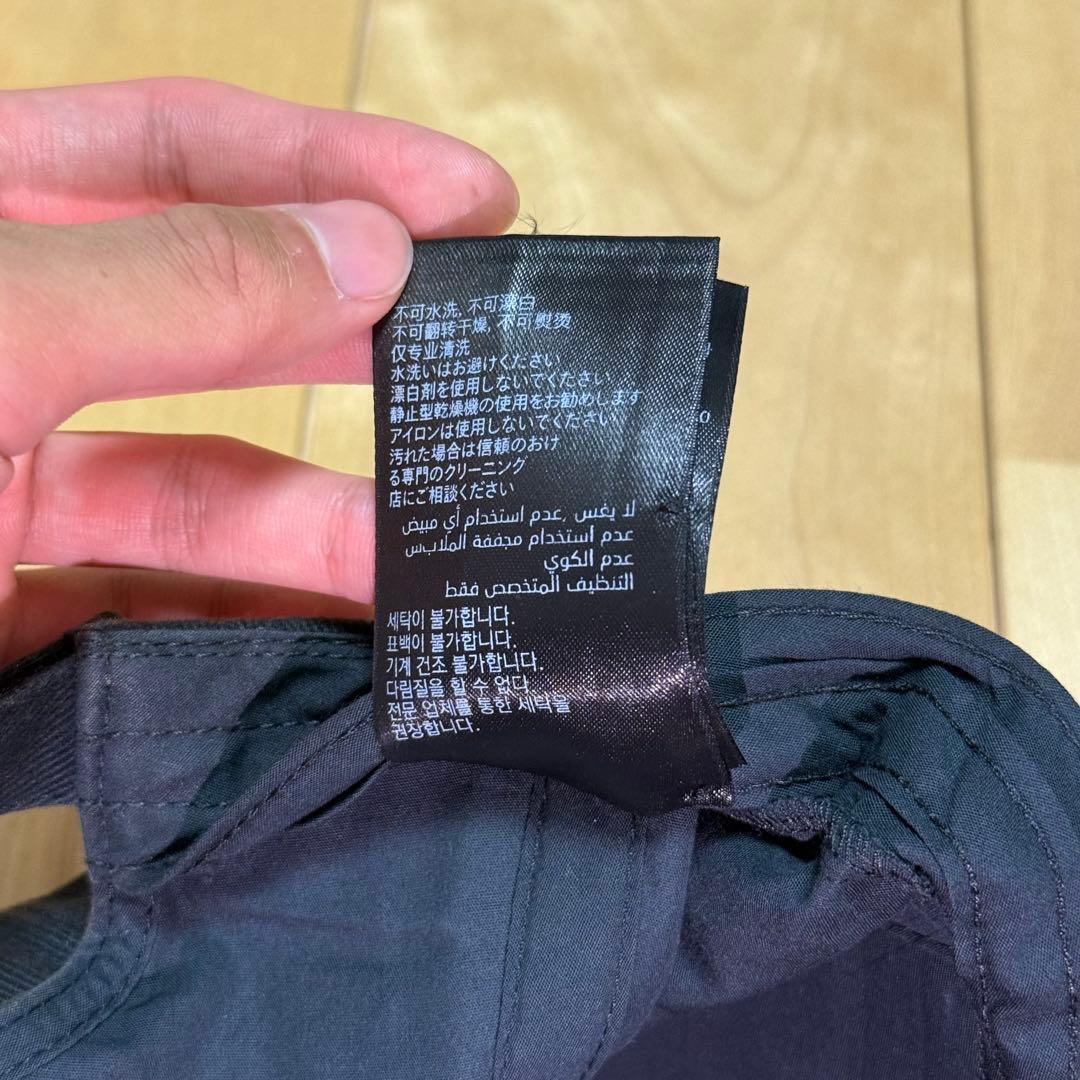 不可水洗, 不可漂白
不可翻转干燥, 不可熨烫
仅专业清洗
水洗いはお避けください
漂白剤を使用しないでください
静止型乾燥機の使用をお勧めします
アイロンは使用しないでください
汚れた場合は信頼のおけ
る専門のクリーニング
店にご相談ください
لا يغس ,عدم استخدام أي مبيض
عدم استخدام مجففة الملابس
عدم الكوي
التنظيف المتخصص فقط
세탁이 불가합니다.
표백이 불가합니다.
기계 건조 불가합니다.
다림질을 할 수 없다
전문 업체를 통한 세탁을
권장합니다.